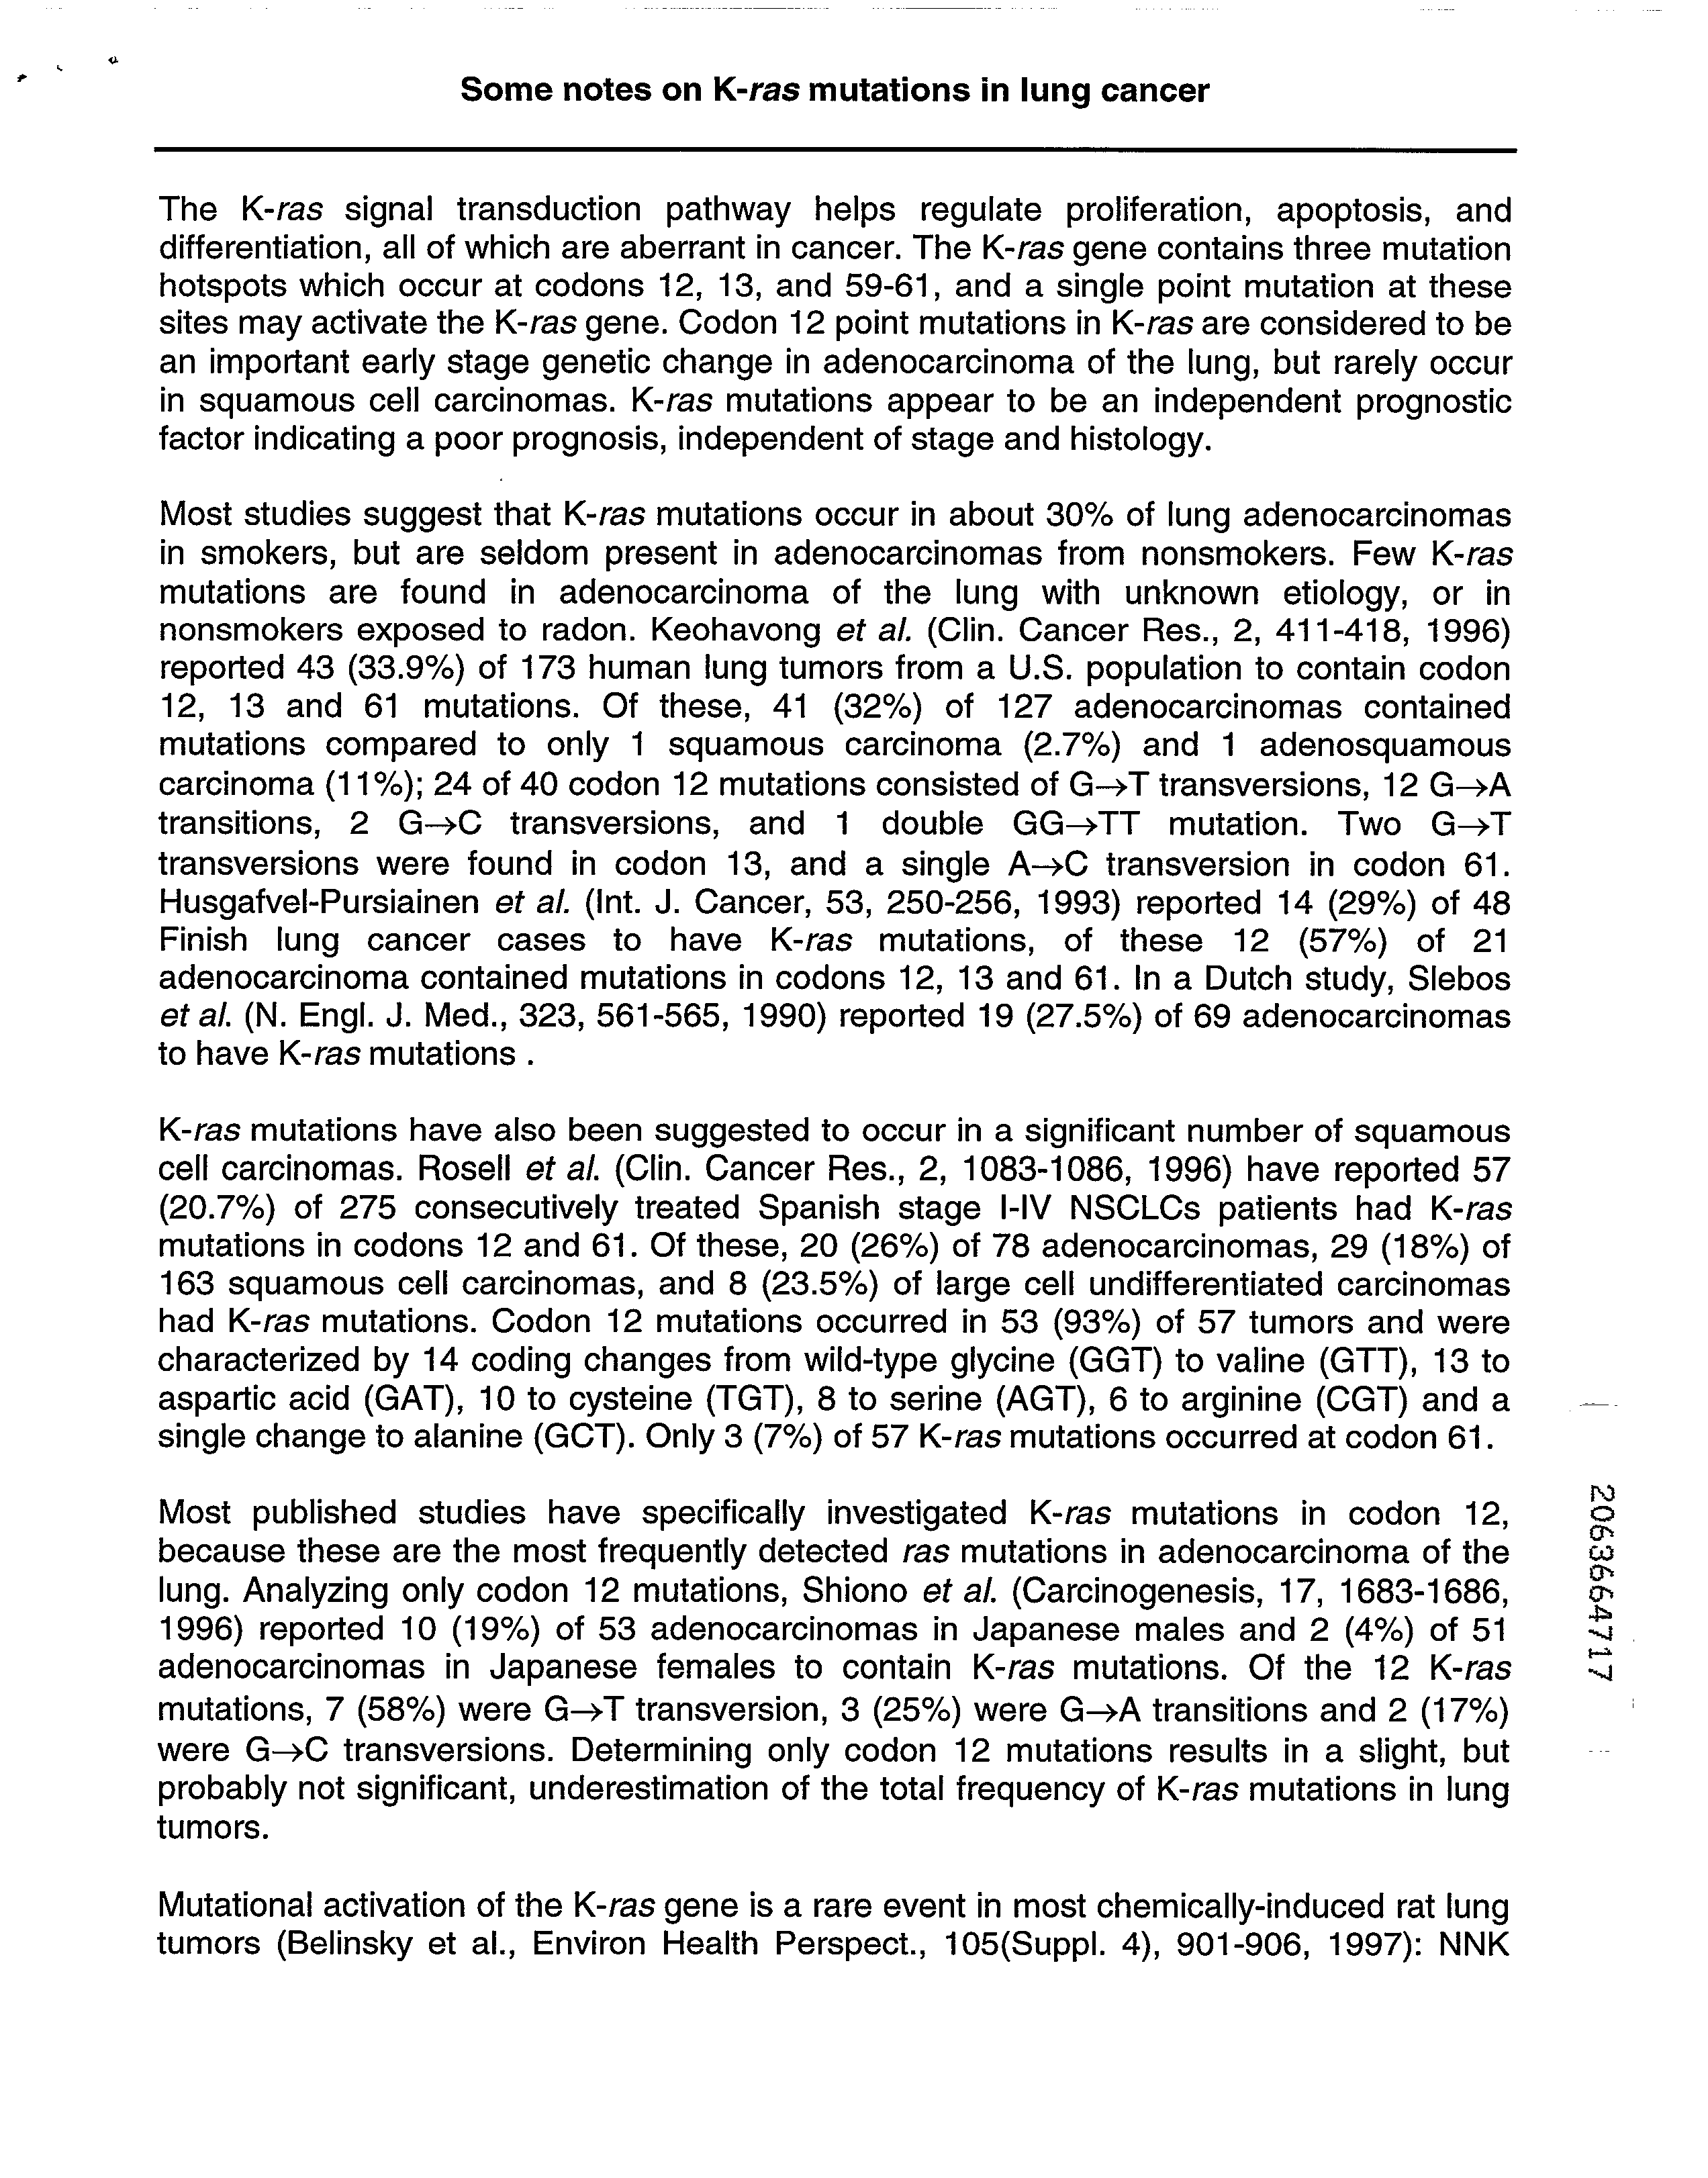 Some notes on K-ras mutations in lung cancer
The K-ras signal transduction pathway helps regulate proliferation, apoptosis, and
differentiation, all of which are aberrant in cancer. The K-ras gene contains three mutation
hotspots which occur at codons 12, 13, and 59-61, and a single point mutation at these
sites may activate the K-ras gene. Codon 12 point mutations in K-ras are considered to be
an important early stage genetic change in adenocarcinoma of the lung, but rarely occur
in squamous cell carcinomas. K-ras mutations appear to be an independent prognostic
factor indicating a poor prognosis, independent of stage and histology.
Most studies suggest that K-ras mutations occur in about 30% of lung adenocarcinomas
in smokers, but are seldom present in adenocarcinomas from nonsmokers. Few K-ras
mutations are found in adenocarcinoma of the lung with unknown etiology, or in
nonsmokers exposed to radon. Keohavong et al. (Clin. Cancer Res., 2, 411-418, 1996)
reported 43 (33.9%) of 173 human lung tumors from a U.S. population to contain codon
12, 13 and 61 mutations. Of these, 41 (32%) of 127 adenocarcinomas contained
mutations compared to only 1 squamous carcinoma (2.7%) and 1 adenosquamous
carcinoma (11%); 24 of 40 codon 12 mutations consisted of G→T transversions, 12 G→A
transitions, 2 G→C transversions, and 1 double GG→TT mutation. Two G→T
transversions were found in codon 13, and a single A→C transversion in codon 61.
Husgafvel-Pursiainen et al. (Int. J. Cancer, 53, 250-256, 1993) reported 14 (29%) of 48
Finish lung cancer cases to have K-ras mutations, of these 12 (57%) of 21
adenocarcinoma contained mutations in codons 12, 13 and 61. In a Dutch study, Slebos
et al. (N. Engl. J. Med., 323, 561-565, 1990) reported 19 (27.5%) of 69 adenocarcinomas
to have K-ras mutations .
K-ras mutations have also been suggested to occur in a significant number of squamous
cell carcinomas. Rosell et al. (Clin. Cancer Res., 2, 1083-1086, 1996) have reported 57
(20.7%) of 275 consecutively treated Spanish stage I-IV NSCLCs patients had K-ras
mutations in codons 12 and 61. Of these, 20 (26%) of 78 adenocarcinomas, 29 (18%) of
163 squamous cell carcinomas, and 8 (23.5%) of large cell undifferentiated carcinomas
had K-ras mutations. Codon 12 mutations occurred in 53 (93%) of 57 tumors and were
characterized by 14 coding changes from wild-type glycine (GGT) to valine (GTT), 13 to
aspartic acid (GAT), 10 to cysteine (TGT), 8 to serine (AGT), 6 to arginine (CGT) and a
single change to alanine (GCT). Only 3 (7%) of 57 K-ras mutations occurred at codon 61.
Most published studies have specifically investigated K-ras mutations in codon 12,
because these are the most frequently detected ras mutations in adenocarcinoma of the
lung. Analyzing only codon 12 mutations, Shiono et al. (Carcinogenesis, 17, 1683-1686,
1996) reported 10 (19%) of 53 adenocarcinomas in Japanese males and 2 (4%) of 51
adenocarcinomas in Japanese females to contain K-ras mutations. Of the 12 K-ras
mutations, 7 (58%) were G→T transversion, 3 (25%) were G→A transitions and 2 (17%)
were G→C transversions. Determining only codon 12 mutations results in a slight, but
probably not significant, underestimation of the total frequency of K-ras mutations in lung
tumors.
Mutational activation of the K-ras gene is a rare event in most chemically-induced rat lung
tumors (Belinsky et al., Environ Health Perspect., 105(Suppl. 4), 901-906, 1997): NNK
2063664717